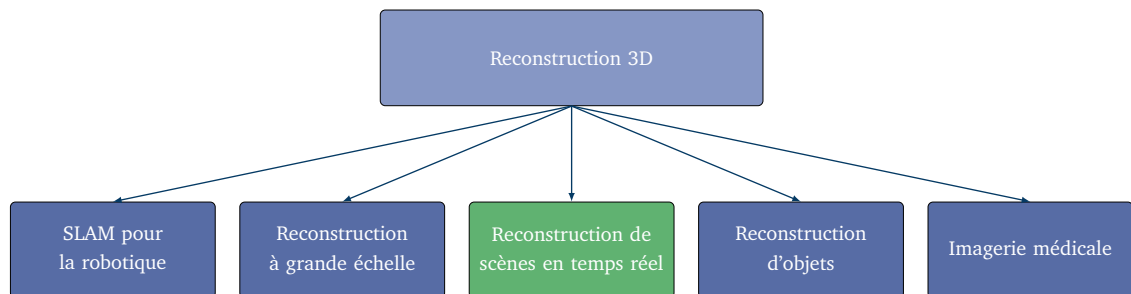 Reconstruction 3D
SLAM pour
la robotique
Reconstruction
à grande échelle
Reconstruction de
scènes en temps réel
Reconstruction
d'objets
Imagerie médicale